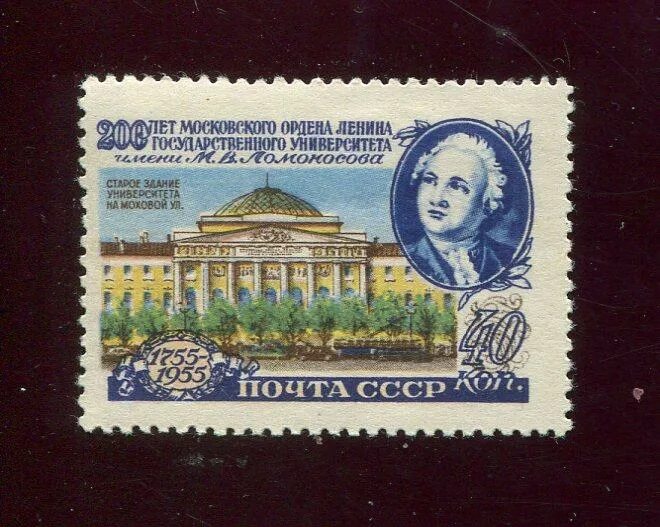 200 ЛЕТ МОСКОВСКОГО ОРДЕНА ЛЕНИНА
ГОСУДАРСТВЕННОГО УНИВЕРСИТЕТА
имени М. В. Ломоносова
СТАРОЕ ЗДАНИЕ
УНИВЕРСИТЕТА
НА МОХОВОЙ УЛ.
1755-
1955
40
ПОЧТА СССР
КОП.